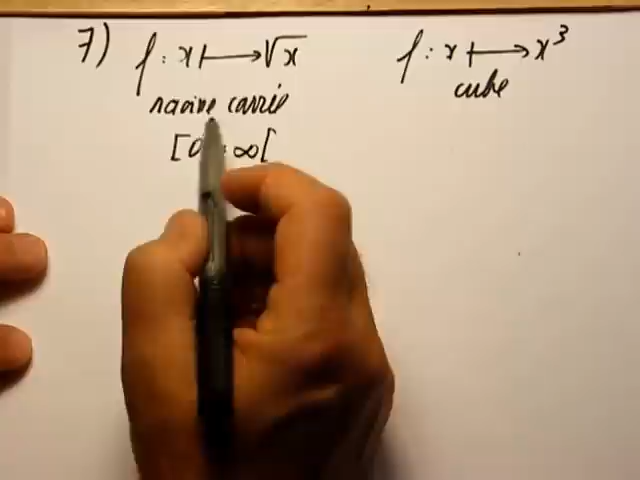 7) f : x ⟼ √x
racine carrée
[0 ∞[
f : x ⟼ x³
cube